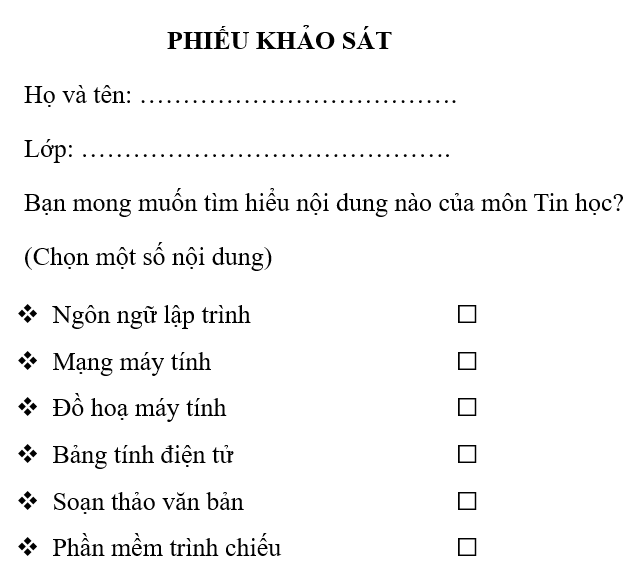 PHIẾU KHẢO SÁT
Họ và tên: ……………………………….
Lớp: …………………………………….
Bạn mong muốn tìm hiểu nội dung nào của môn Tin học?
(Chọn một số nội dung)
❖ Ngôn ngữ lập trình ☐
❖ Mạng máy tính ☐
❖ Đồ hoạ máy tính ☐
❖ Bảng tính điện tử ☐
❖ Soạn thảo văn bản ☐
❖ Phần mềm trình chiếu ☐